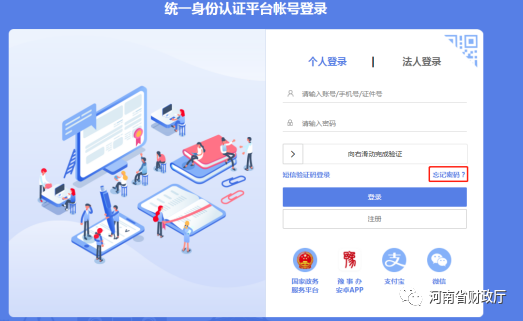 统一身份认证平台帐号登录
个人登录
法人登录
请输入账号/手机号/证件号
请输入密码
向右滑动完成验证
短信验证码登录
忘记密码？
登录
注册
豫
国家政务
服务平台
豫事办
安卓APP
支
支付宝
微信
河南省财政厅